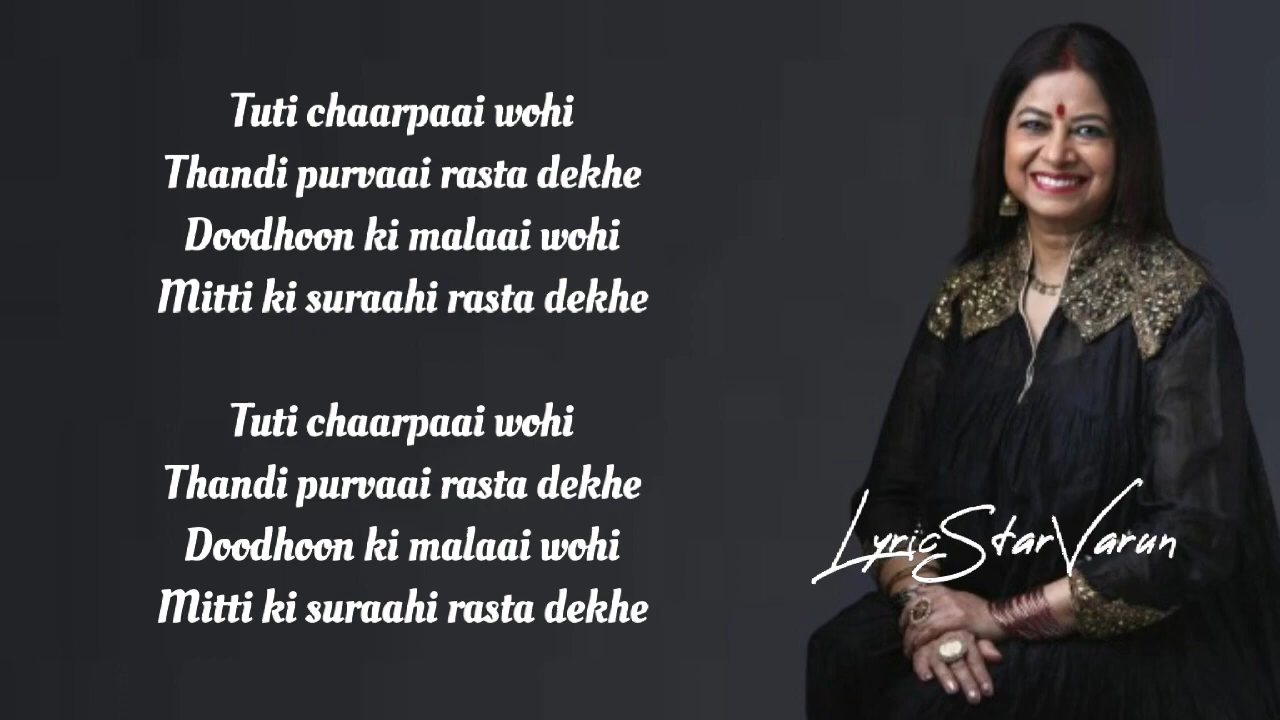 Tuti chaarpaai wohi
Thandi purvaai rasta dekhe
Doodhoon ki malaai wohi
Mitti ki suraahi rasta dekhe
Tuti chaarpaai wohi
Thandi purvaai rasta dekhe
Doodhoon ki malaai wohi
Mitti ki suraahi rasta dekhe
LyricStarVarun